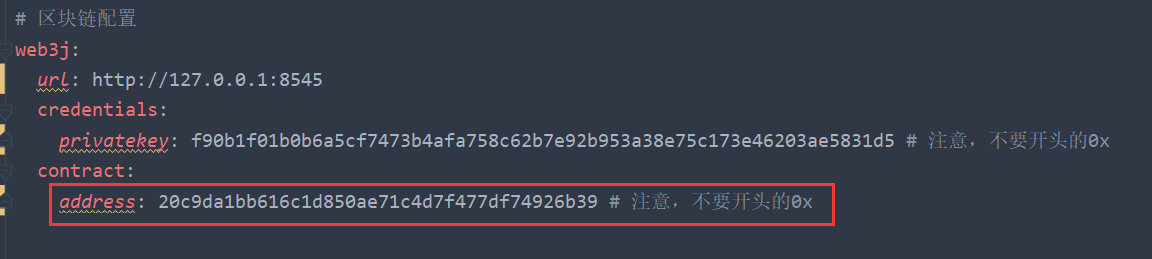 # 区块链配置
web3j:
url: http://127.0.0.1:8545
credentials:
privatekey: f90b1f01b0b6a5cf7473b4afa758c62b7e92b953a38e75c173e46203ae5831d5 # 注意，不要开头的0x
contract:
address: 20c9da1bb616c1d850ae71c4d7f477df74926b39 # 注意，不要开头的0x